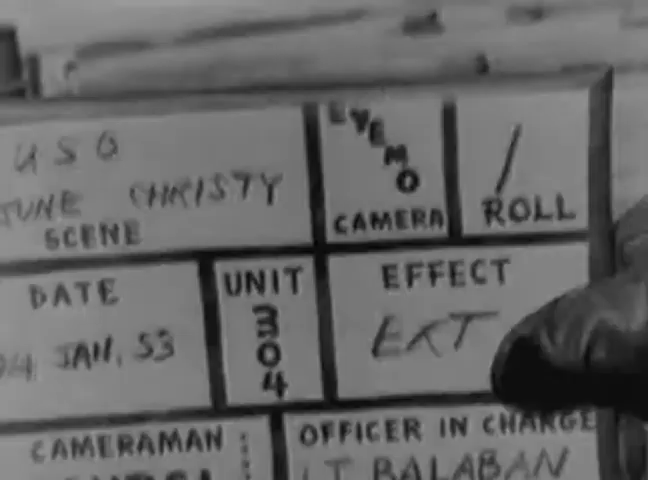 USO
JUNE CHRISTY
SCENE
EYEMO
CAMERA
/
ROLL
DATE
JAN, 53
UNIT
304
EFFECT
EXT
CAMERAMAN
OFFICER IN CHARGE
LT BALABAN